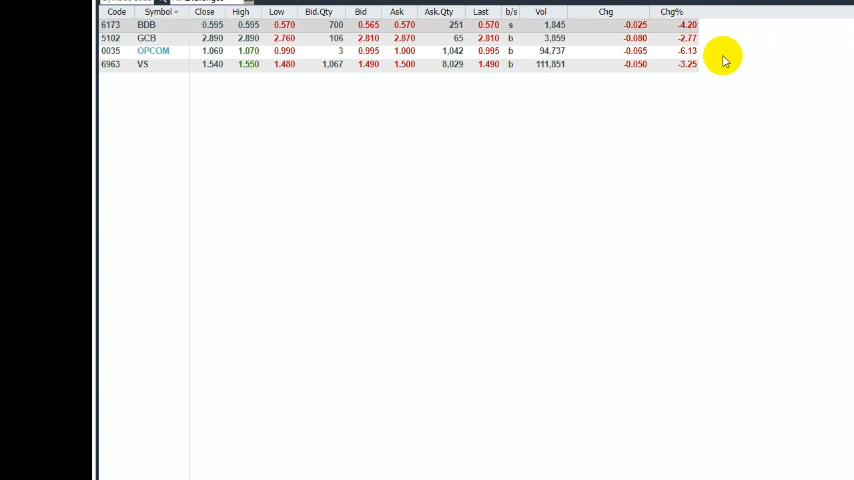 Code Symbol Close High Low Bid.Qty Bid Ask Ask.Qty Last b/s Vol Chg Chg%
6173 BDB 0.595 0.595 0.570 700 0.565 0.570 251 0.570 s 1,845 -0.025 -4.20
5102 GCB 2.890 2.890 2.760 106 2.810 2.870 65 2.810 b 3,859 -0.080 -2.77
0035 OPCOM 1.060 1.070 0.990 3 0.995 1.000 1,042 0.995 b 94,737 -0.065 -6.13
6963 VS 1.540 1.550 1.480 1,067 1.490 1.500 8,029 1.490 b 111,851 -0.050 -3.25